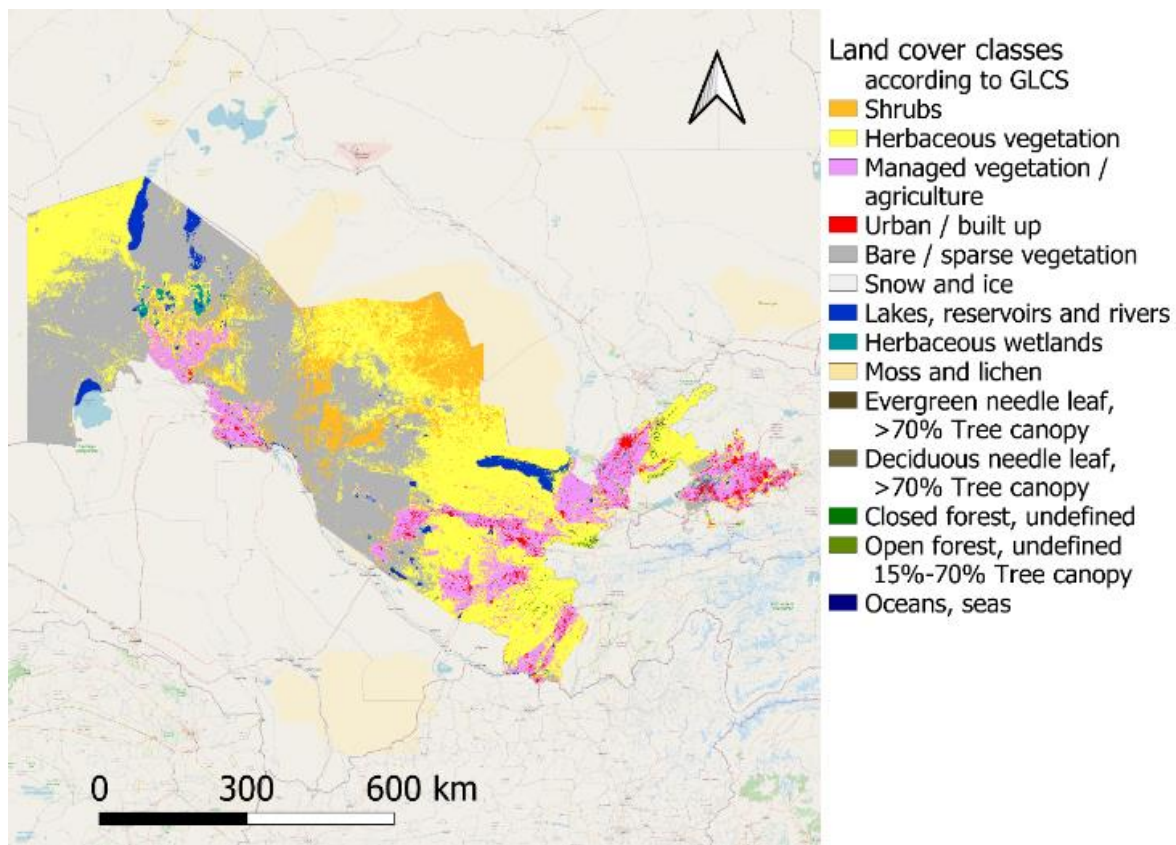 Land cover classes
according to GLCS
Shrubs
Herbaceous vegetation
Managed vegetation /
agriculture
Urban / built up
Bare / sparse vegetation
Snow and ice
Lakes, reservoirs and rivers
Herbaceous wetlands
Moss and lichen
Evergreen needle leaf,
>70% Tree canopy
Deciduous needle leaf,
>70% Tree canopy
Closed forest, undefined
Open forest, undefined
15%-70% Tree canopy
Oceans, seas
0 300 600 km